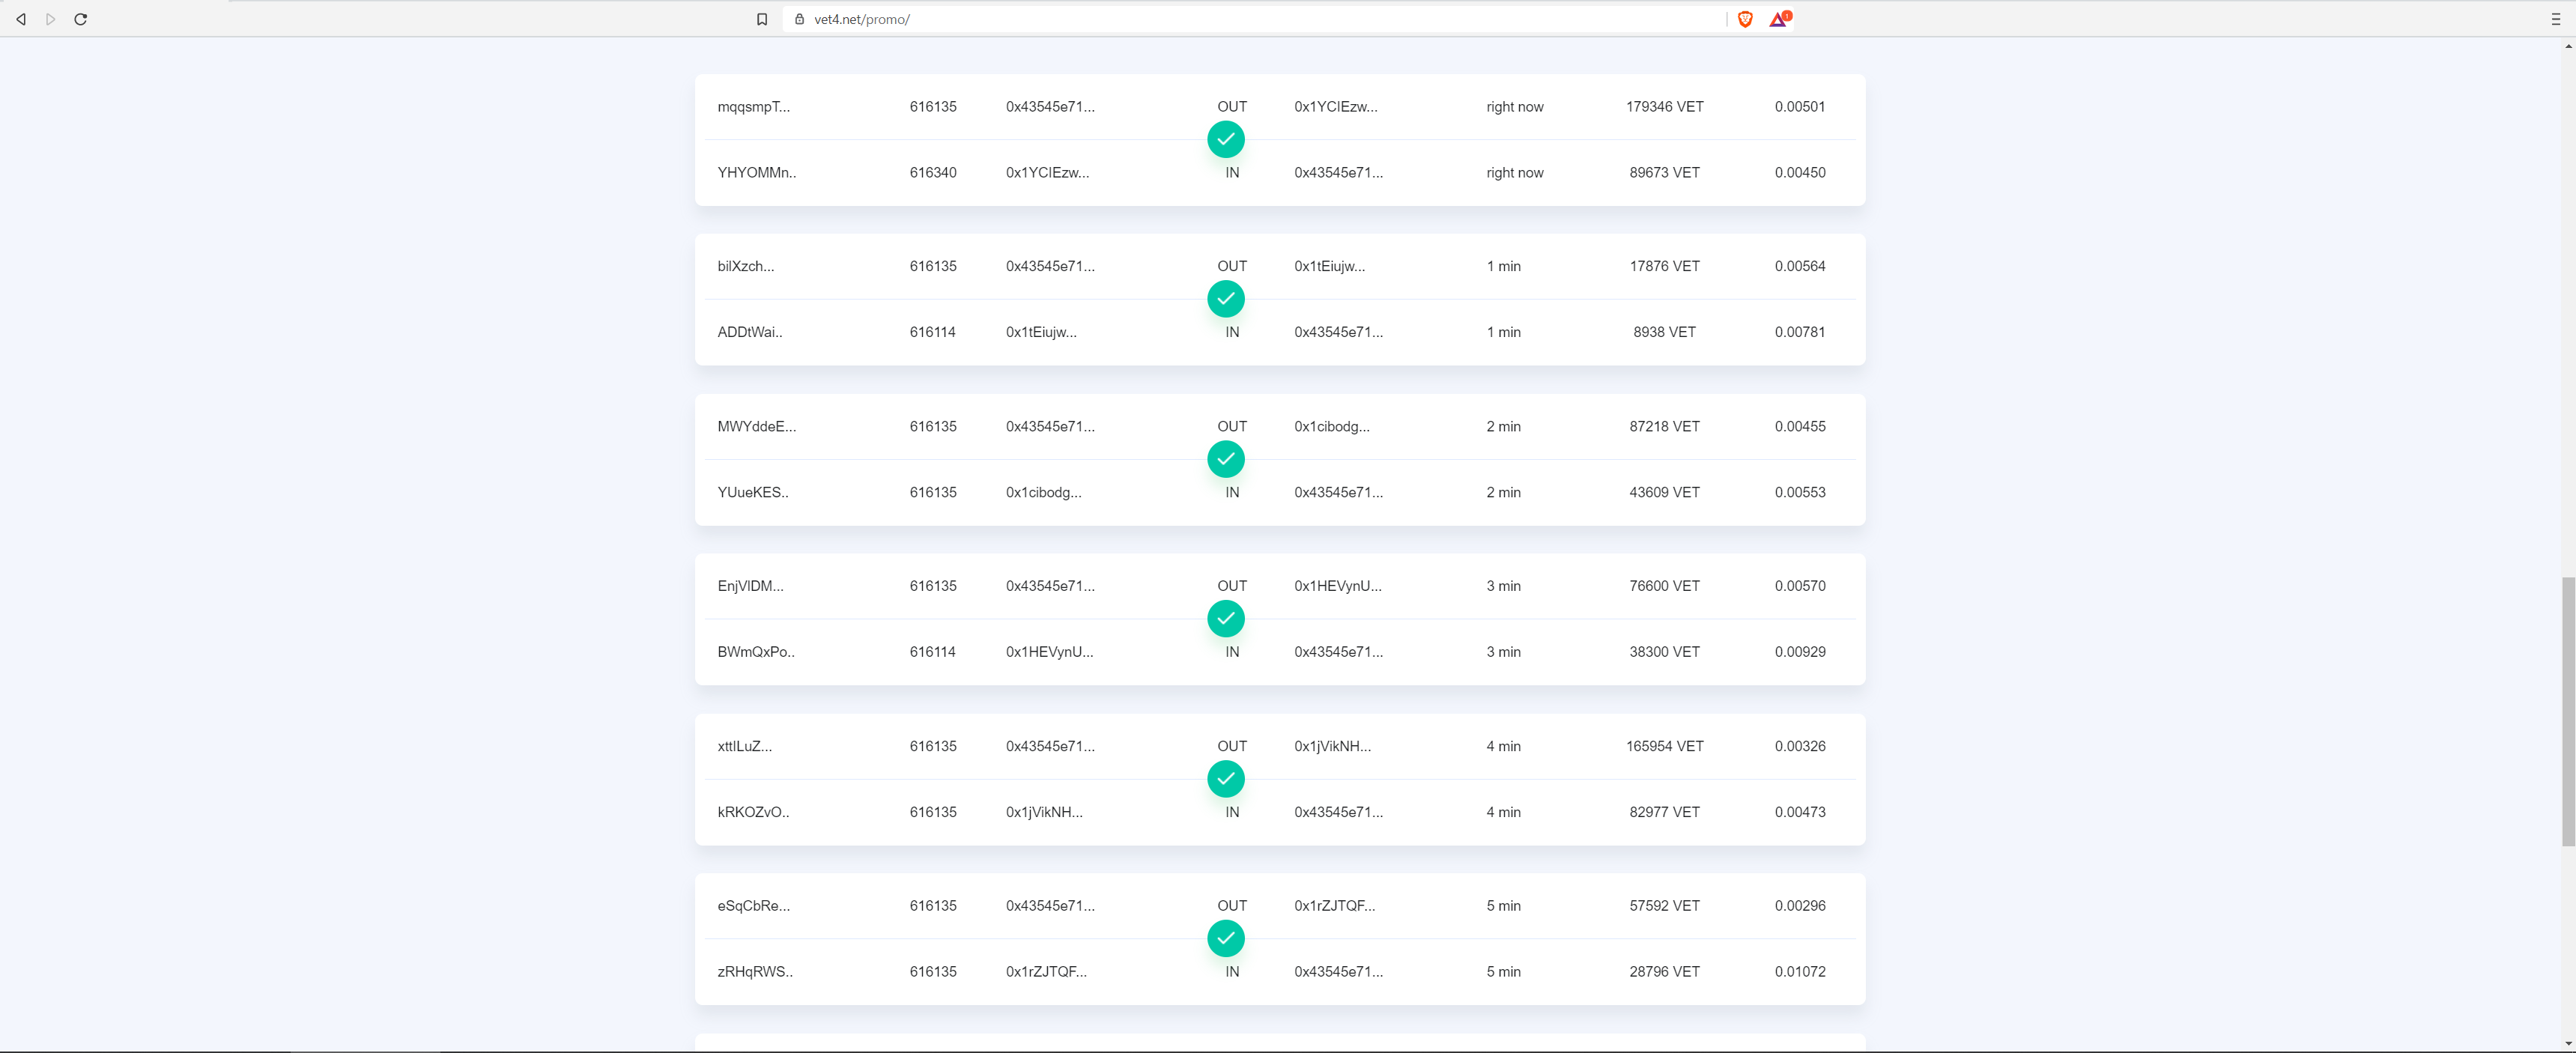 vet4.net/promo/
1
mqqsmpT... 616135 0x43545e71... OUT 0x1YCIEzw... right now 179346 VET 0.00501
YHYOMMn.. 616340 0x1YCIEzw... IN 0x43545e71... right now 89673 VET 0.00450
bilXzch... 616135 0x43545e71... OUT 0x1tEiujw... 1 min 17876 VET 0.00564
ADDtWai.. 616114 0x1tEiujw... IN 0x43545e71... 1 min 8938 VET 0.00781
MWYddeE... 616135 0x43545e71... OUT 0x1cibodg... 2 min 87218 VET 0.00455
YUueKES.. 616135 0x1cibodg... IN 0x43545e71... 2 min 43609 VET 0.00553
EnjVlDM... 616135 0x43545e71... OUT 0x1HEVynU... 3 min 76600 VET 0.00570
BWmQxPo.. 616114 0x1HEVynU... IN 0x43545e71... 3 min 38300 VET 0.00929
xttlLuZ... 616135 0x43545e71... OUT 0x1jVikNH... 4 min 165954 VET 0.00326
kRKOZvO.. 616135 0x1jVikNH... IN 0x43545e71... 4 min 82977 VET 0.00473
eSqCbRe... 616135 0x43545e71... OUT 0x1rZJTQF... 5 min 57592 VET 0.00296
zRHqRWS.. 616135 0x1rZJTQF... IN 0x43545e71... 5 min 28796 VET 0.01072